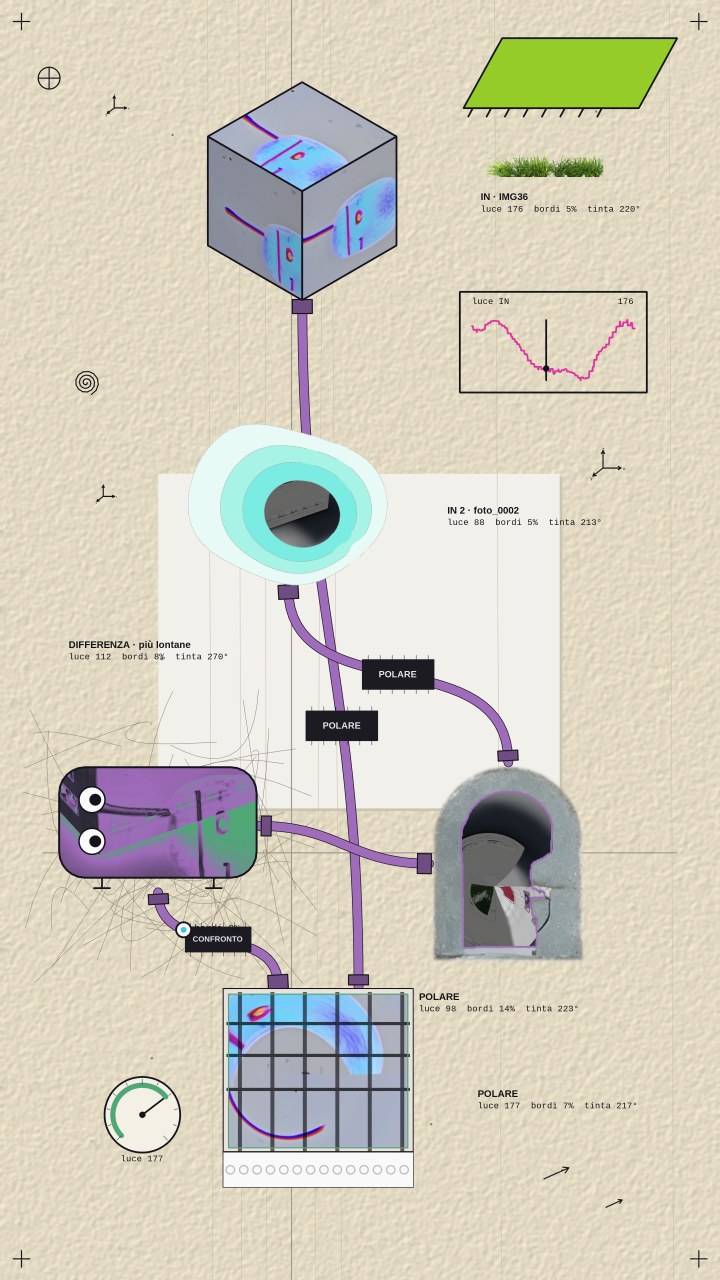 IN · IMG36
luce 176 bordi 5% tinta 220°
luce IN 176
IN 2 · foto_0002
luce 88 bordi 5% tinta 213°
DIFFERENZA · più lontane
luce 112 bordi 8% tinta 270°
POLARE
POLARE
CONFRONTO
POLARE
luce 98 bordi 14% tinta 223°
POLARE
luce 177 bordi 7% tinta 217°
luce 177